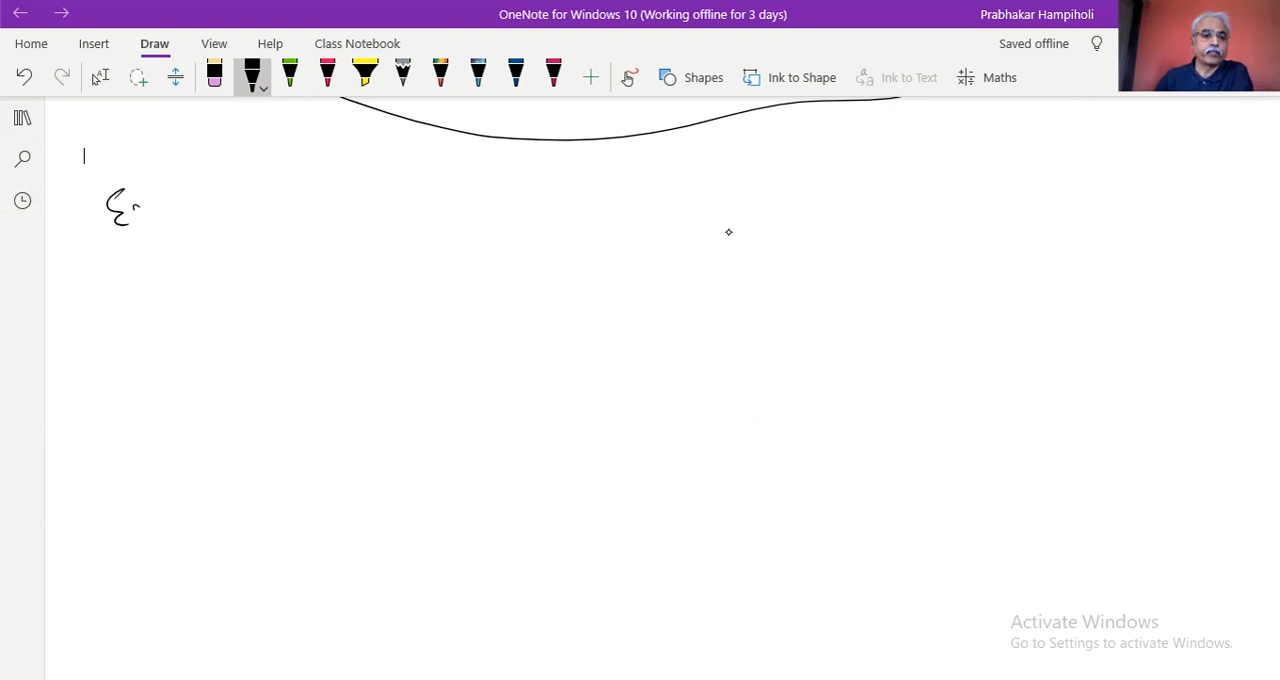 OneNote for Windows 10 (Working offline for 3 days) Prabhakar Hampiholi
Home Insert Draw View Help Class Notebook Saved offline
Shapes Ink to Shape Ink to Text Maths
Activate Windows
Go to Settings to activate Windows.